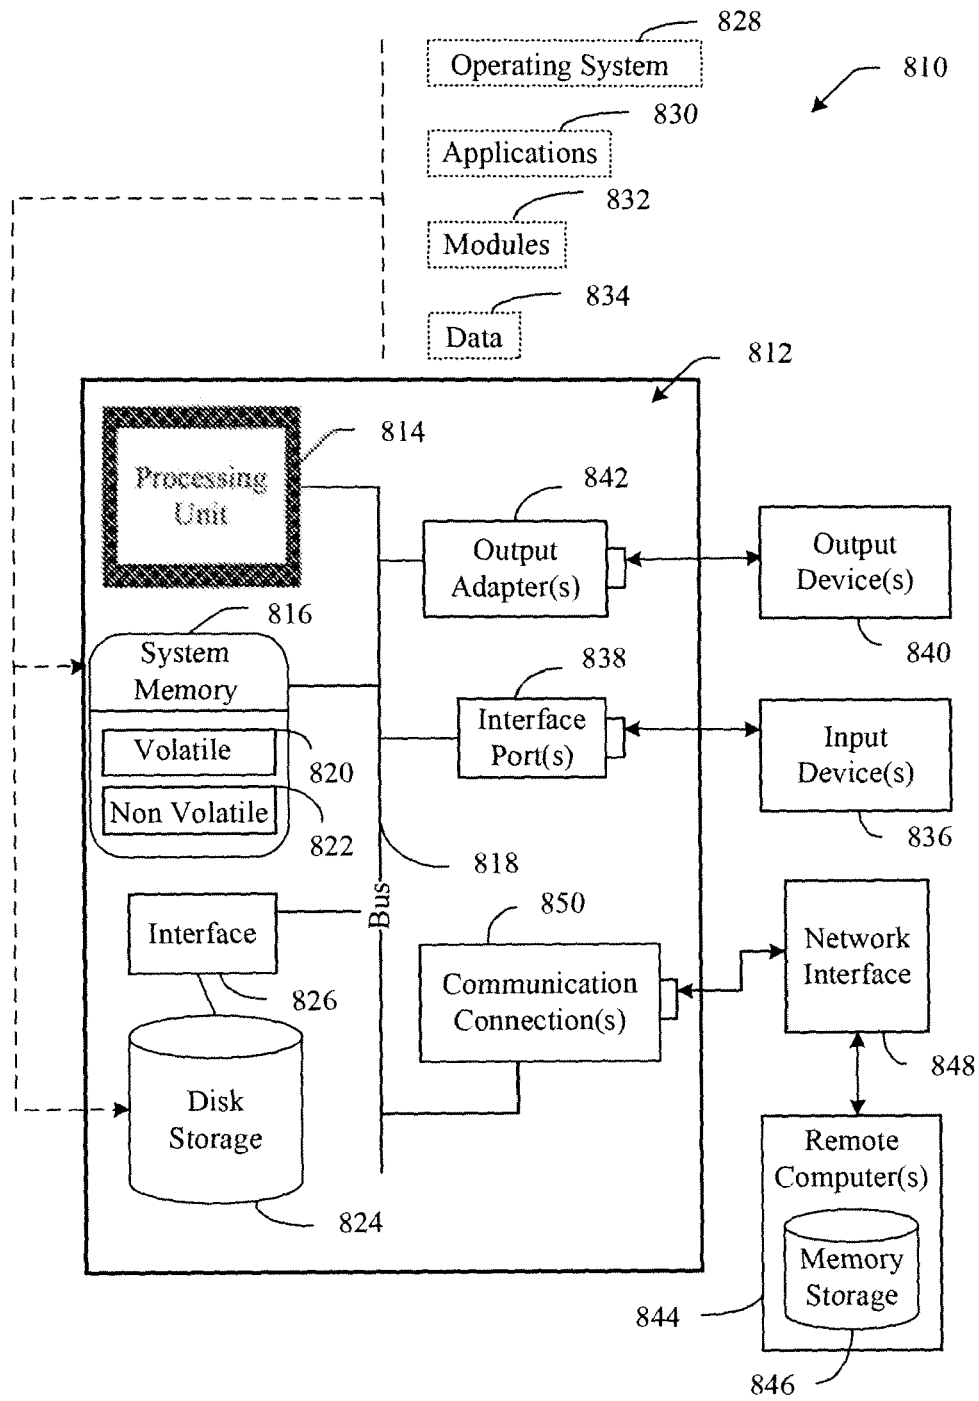 828
Operating System
810
830
Applications
832
Modules
834
Data
812
814
Processing
Unit
842
Output
Adapter(s)
Output
Device(s)
840
816
System
Memory
838
Interface
Port(s)
Input
Device(s)
836
Volatile
820
Non Volatile
822
818
Bus
850
Interface
826
Communication
Connection(s)
Network
Interface
848
Disk
Storage
824
Remote
Computer(s)
Memory
Storage
844
846